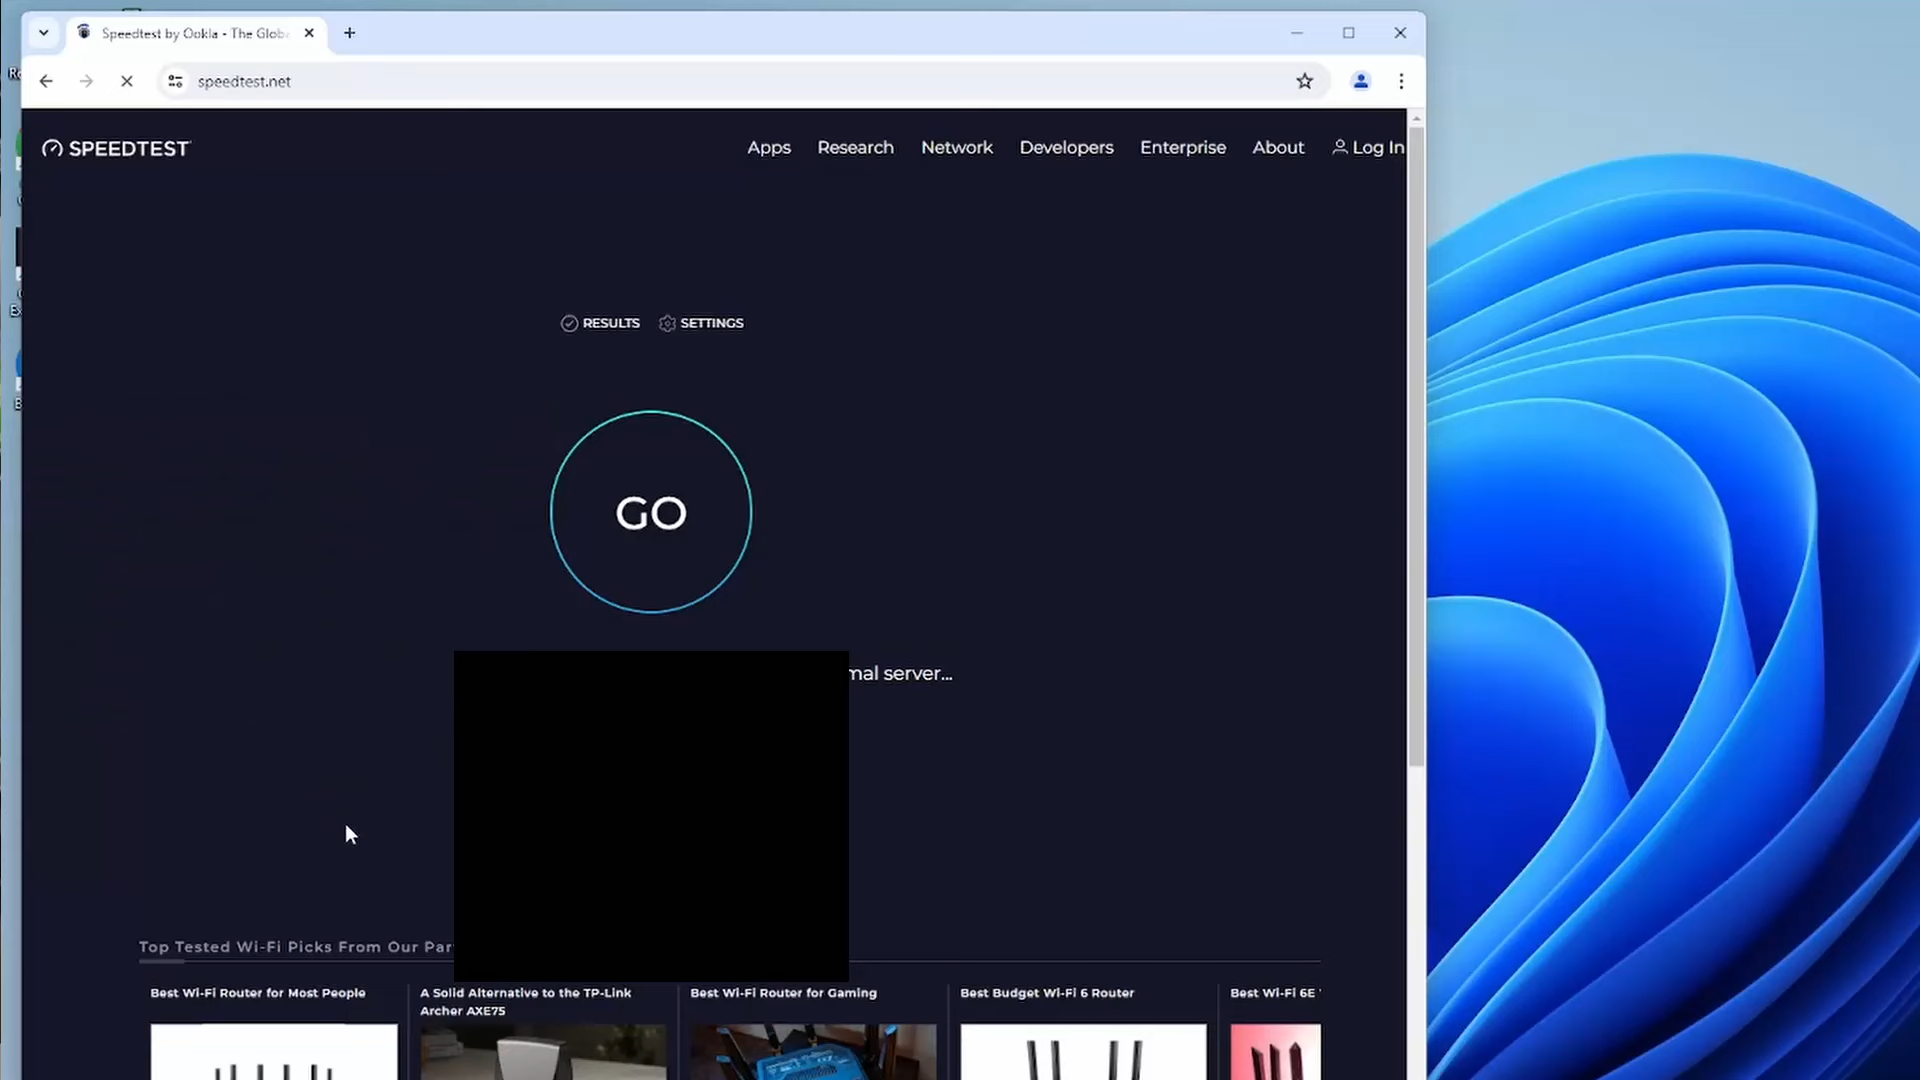 Speedtest by Ookla - The Glob
speedtest.net
SPEEDTEST
Apps Research Network Developers Enterprise About Log In
RESULTS SETTINGS
GO
mal server...
Top Tested Wi-Fi Picks From Our Par
Best Wi-Fi Router for Most People
A Solid Alternative to the TP-Link
Archer AXE75
Best Wi-Fi Router for Gaming
Best Budget Wi-Fi 6 Router
Best Wi-Fi 6E